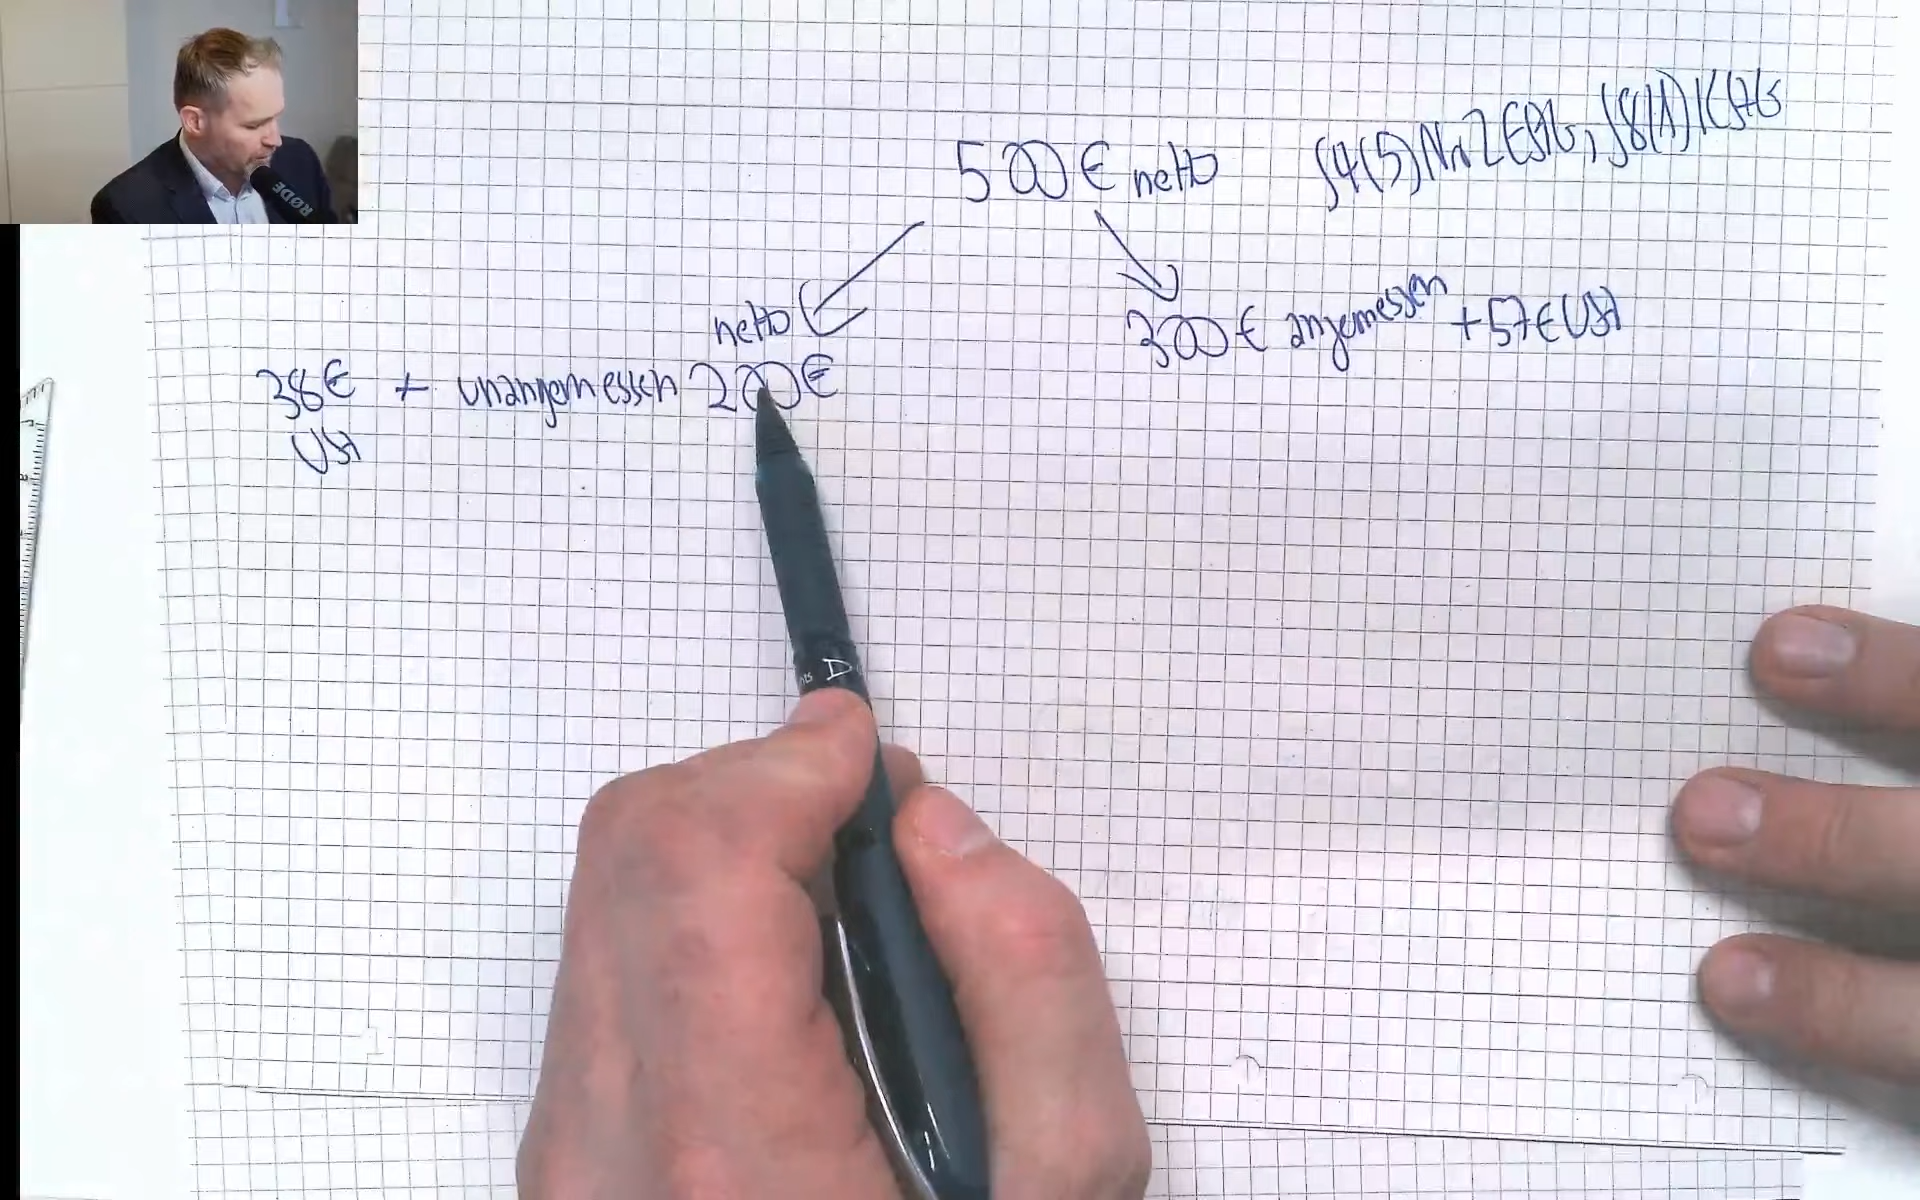 500 € netto §4(5) Nr 2 EStG, §8(1) KStG
netto
300 € angemessen + 57 € USt
38 € + unangemessen 200 €
USt
RØDE
D